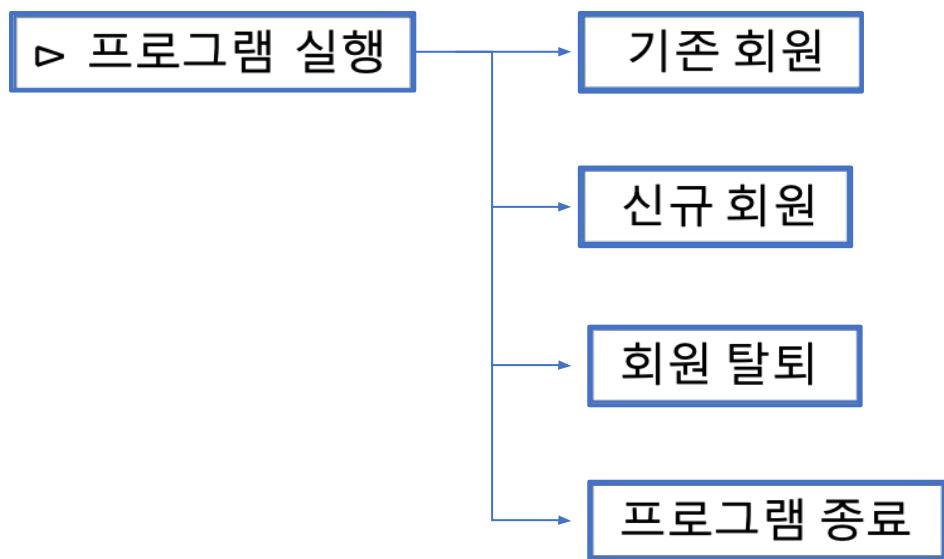 ▻ 프로그램 실행
기존 회원
신규 회원
회원 탈퇴
프로그램 종료